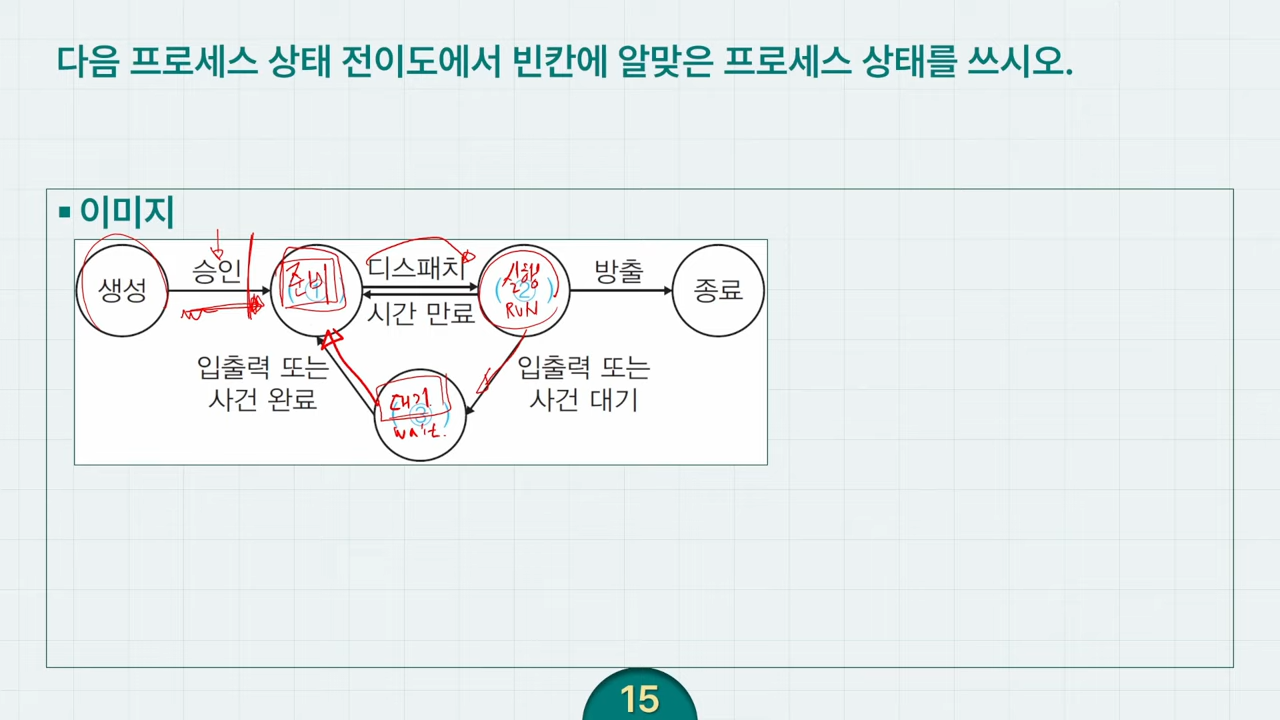 다음 프로세스 상태 전이도에서 빈칸에 알맞은 프로세스 상태를 쓰시오.
▪ 이미지
생성
승인
준비
( ① )
디스패치
시간 만료
실행
( ② )
RUN
방출
종료
입출력 또는
사건 완료
대기
( ③ )
wait.
입출력 또는
사건 대기
15